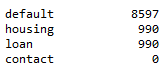 default 8597
housing 990
loan 990
contact 0